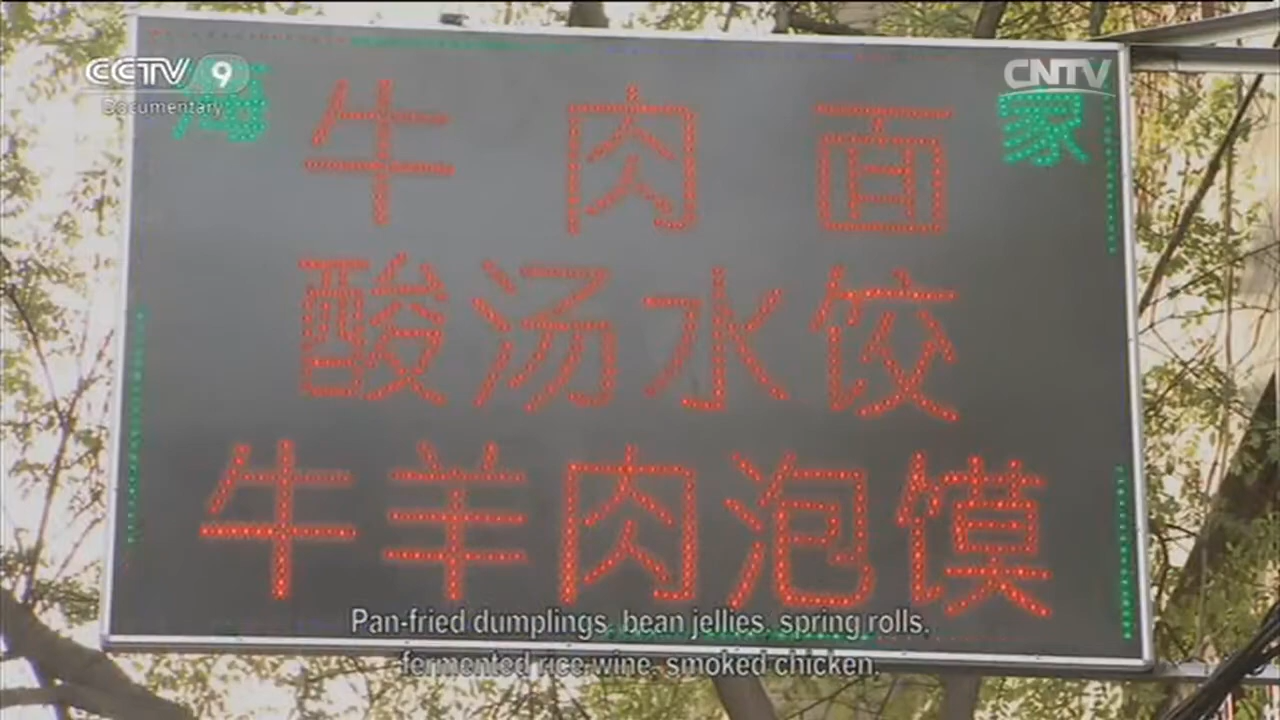 CCTV 9
Documentary
CNTV
家
牛肉面
酸汤水饺
牛羊肉泡馍
Pan-fried dumplings, bean jellies, spring rolls,
fermented rice wine, smoked chicken,